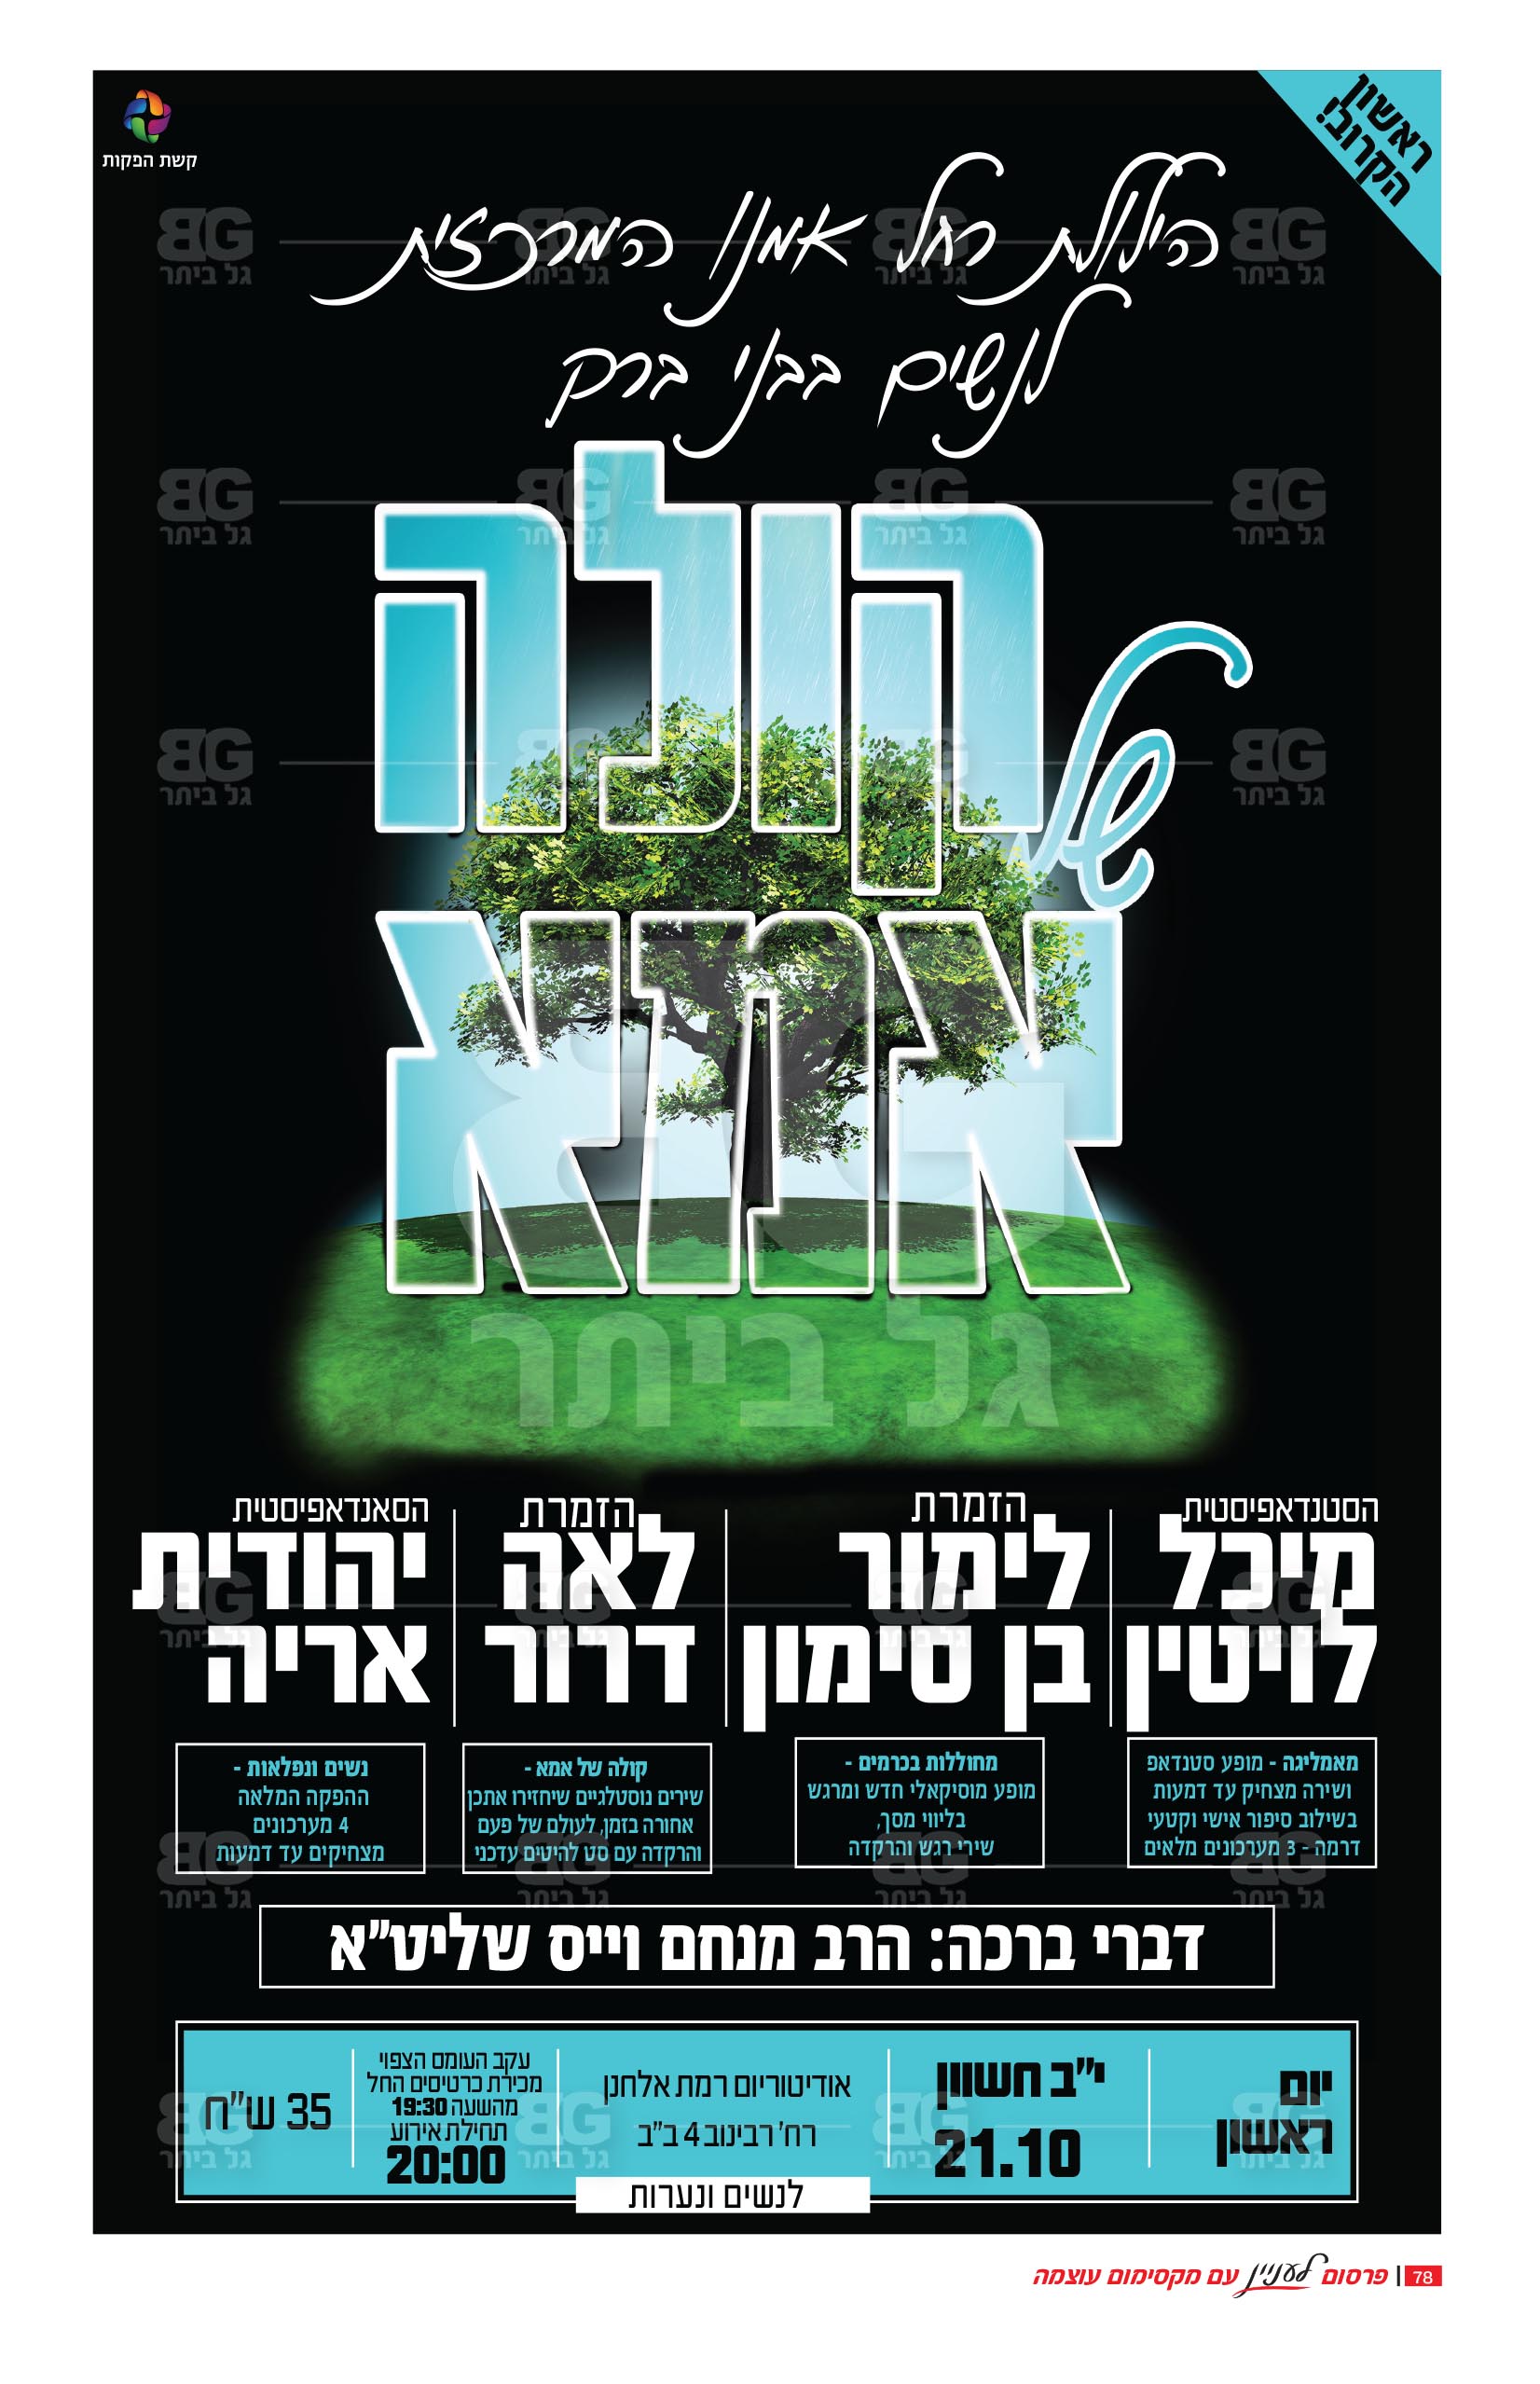 ראשון
הקרוב!
קשת הפקות
הילולת רחל אמנו המרכזית
לנשים בבני ברק
קולה
של
אמא
הסטנדאפיסטית
מיכל
לויטין
הזמרת
לימור
בן סימון
הזמרת
לאה
דרור
הסאנדאפיסטית
יהודית
אריה
מאמליגה - מופע סטנדאפ
ושירה מצחיק עד דמעות
בשילוב סיפור אישי וקטעי
דרמה - 3 מערכונים מלאים
מחוללות בכרמים -
מופע מוסיקאלי חדש ומרגש
בליווי מסך,
שירי רגש והרקדה
קולה של אמא -
שירים נוסטלגיים שיחזירו אתכן
אחורה בזמן, לעולם של פעם
והרקדה עם סט להיטים עדכני
נשים ונפלאות -
ההפקה המלאה
4 מערכונים
מצחיקים עד דמעות
דברי ברכה: הרב מנחם וייס שליט"א
יום
ראשון
י"ב חשוון
21.10
אודיטוריום רמת אלחנן
רח' רבינוב 4 ב"ב
עקב העומס הצפוי
מכירת כרטיסים החל
מהשעה 19:30
תחילת אירוע
20:00
35 ש"ח
לנשים ונערות
BG
גל ביתר
78 | פרסום לעניין עם מקסימום עוצמה